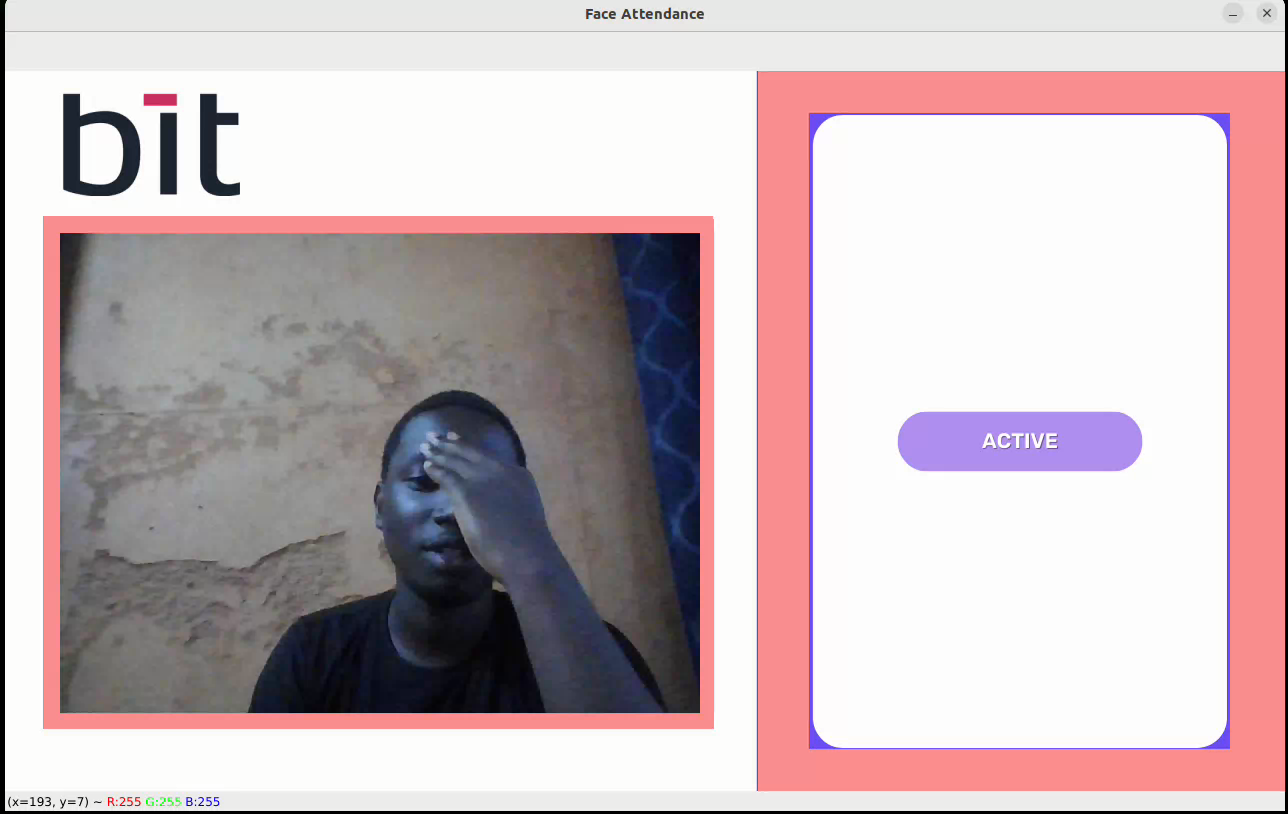 Face Attendance
bit
ACTIVE
(x=193, y=7) ~ R:255 G:255 B:255